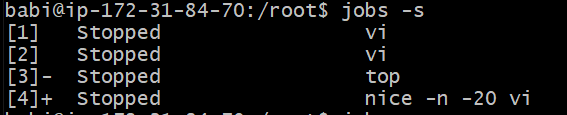 babi@ip-172-31-84-70:/root$ jobs -s
[1]   Stopped                 vi
[2]   Stopped                 vi
[3]-  Stopped                 top
[4]+  Stopped                 nice -n -20 vi